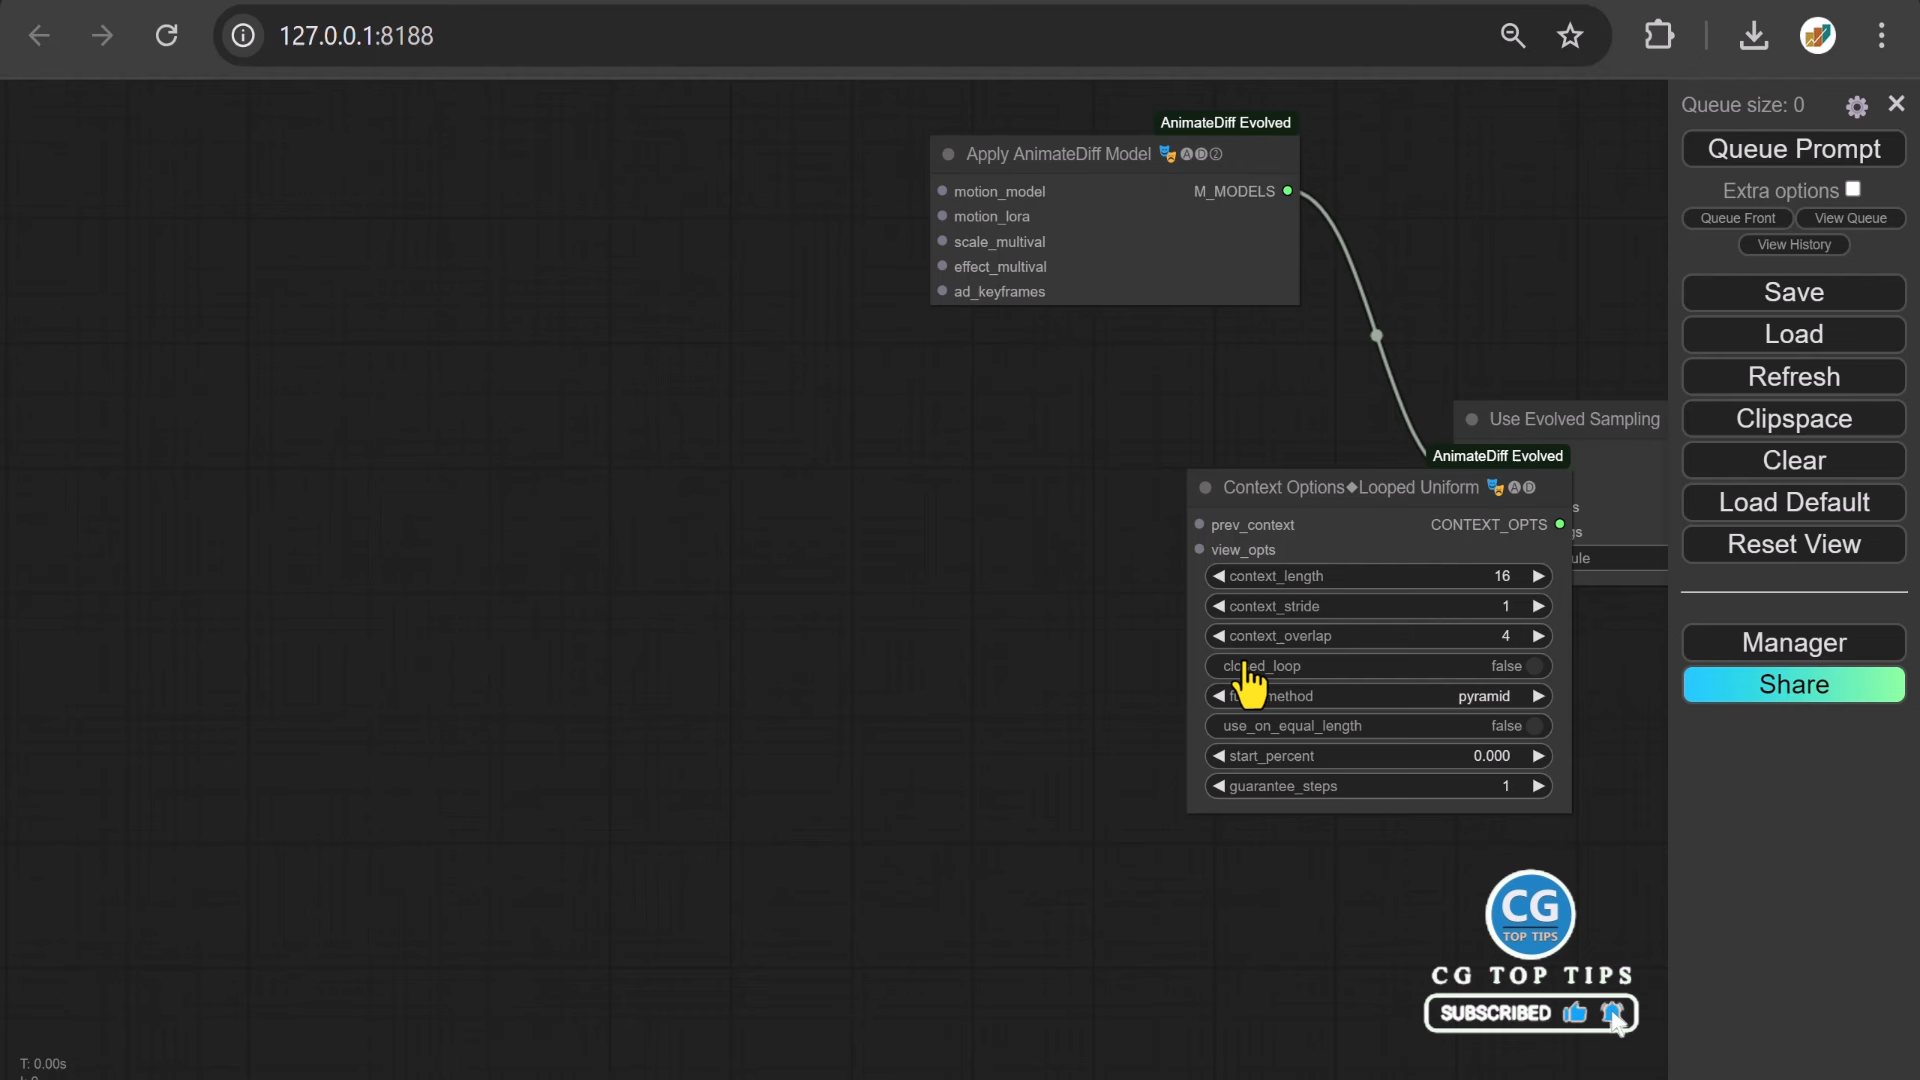 127.0.0.1:8188
Queue size: 0
Queue Prompt
Extra options
Queue Front
View Queue
View History
Save
Load
Refresh
Clipspace
Clear
Load Default
Reset View
Manager
Share
AnimateDiff Evolved
Apply AnimateDiff Model 🎭🅐🅓②
motion_model M_MODELS
motion_lora
scale_multival
effect_multival
ad_keyframes
Use Evolved Sampling
AnimateDiff Evolved
Context Options◆Looped Uniform 🎭🅐🅓
prev_context CONTEXT_OPTS
view_opts
context_length 16
context_stride 1
context_overlap 4
closed_loop false
pyramid
use_on_equal_length false
start_percent 0.000
guarantee_steps 1
CG
TOP TIPS
CG TOP TIPS
SUBSCRIBED
T: 0.00s